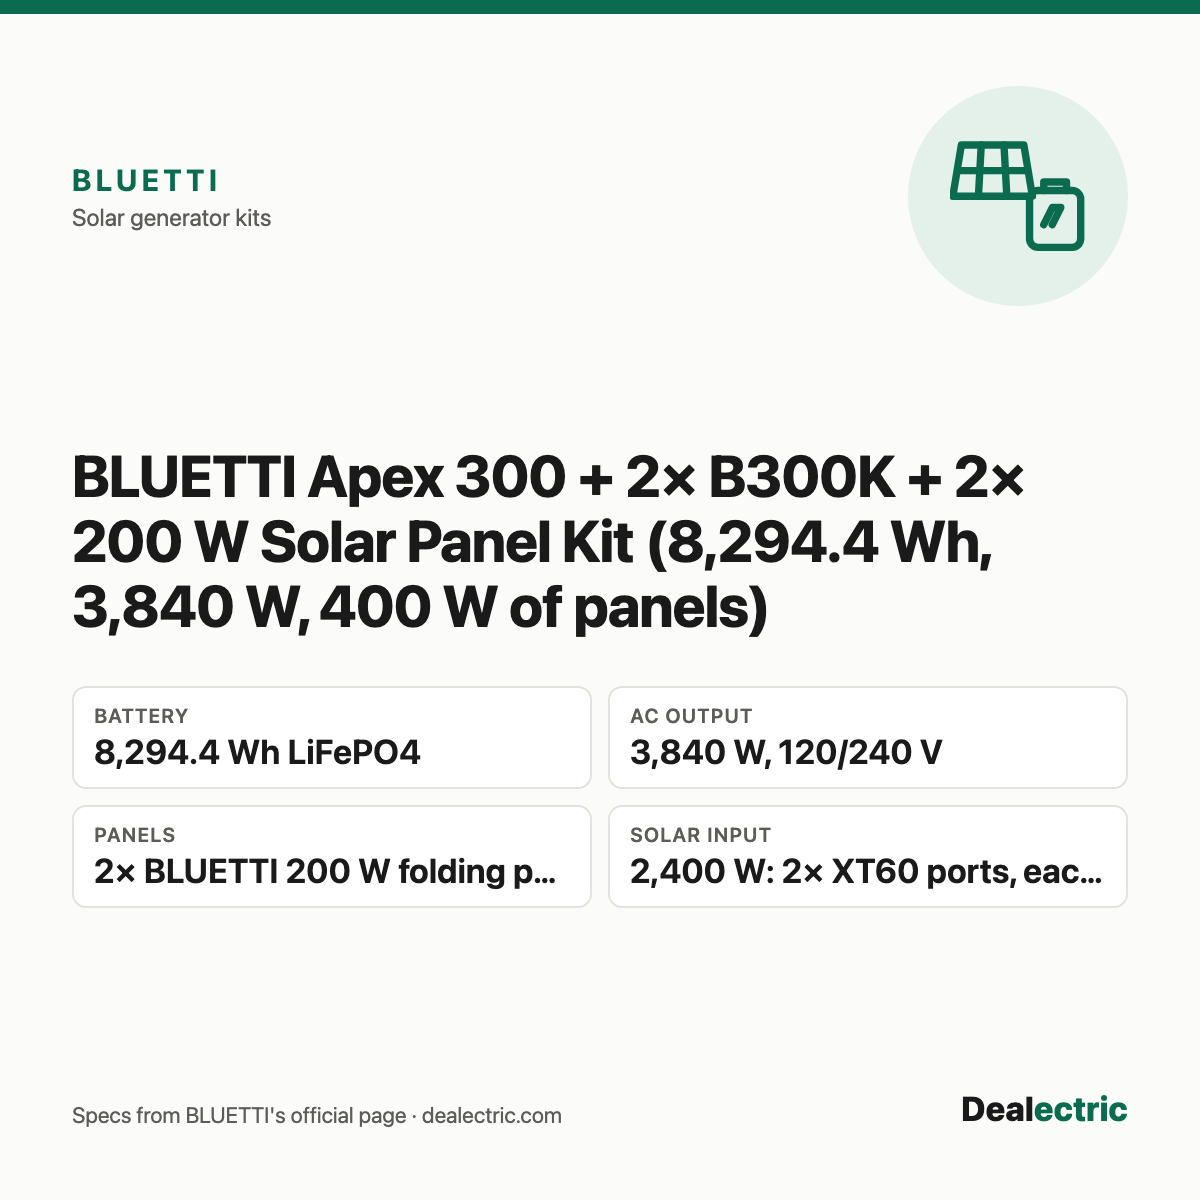 BLUETTI
Solar generator kits
BLUETTI Apex 300 + 2× B300K + 2×
200 W Solar Panel Kit (8,294.4 Wh,
3,840 W, 400 W of panels)
BATTERY
8,294.4 Wh LiFePO4
AC OUTPUT
3,840 W, 120/240 V
PANELS
2× BLUETTI 200 W folding p...
SOLAR INPUT
2,400 W: 2× XT60 ports, eac...
Specs from BLUETTI's official page · dealectric.com
Dealectric